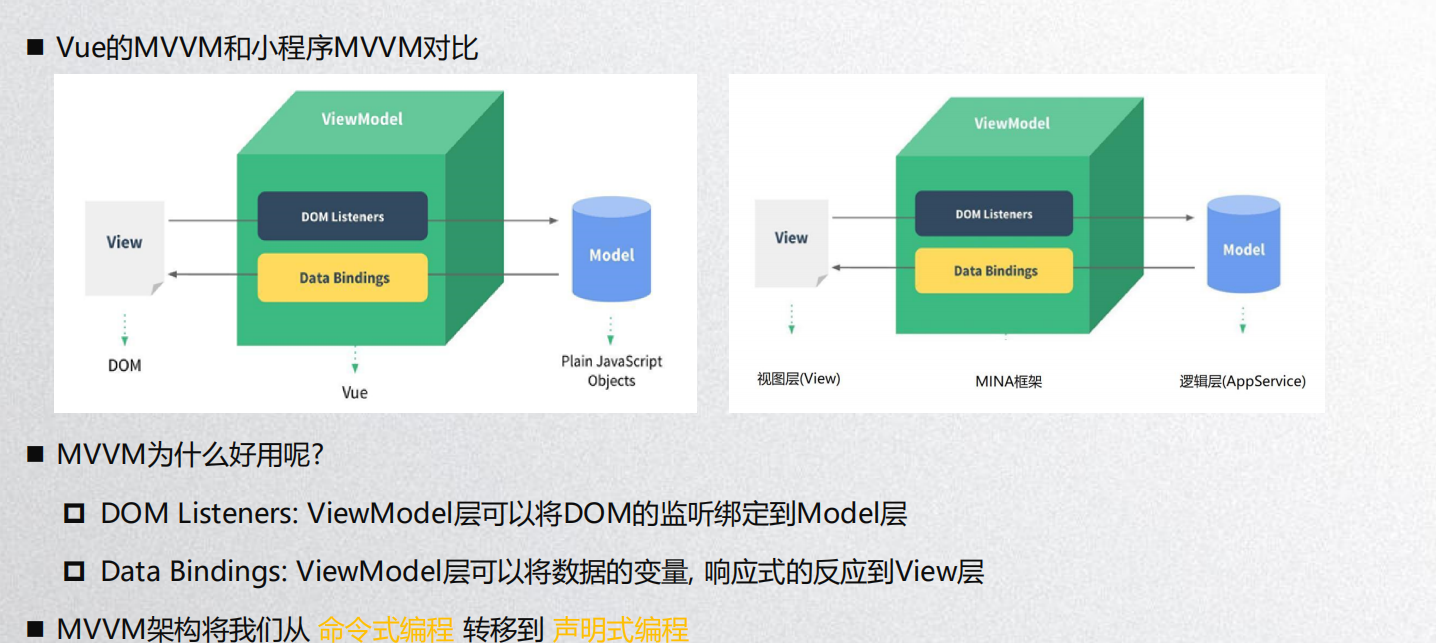 Vue的MVVM和小程序MVVM对比
ViewModel
DOM Listeners
View
Model
Data Bindings
DOM
Vue
Plain JavaScript
Objects
ViewModel
DOM Listeners
View
Model
Data Bindings
视图层(View)
MINA框架
逻辑层(AppService)
MVVM为什么好用呢?
DOM Listeners: ViewModel层可以将DOM的监听绑定到Model层
Data Bindings: ViewModel层可以将数据的变量, 响应式的反应到View层
MVVM架构将我们从 命令式编程 转移到 声明式编程